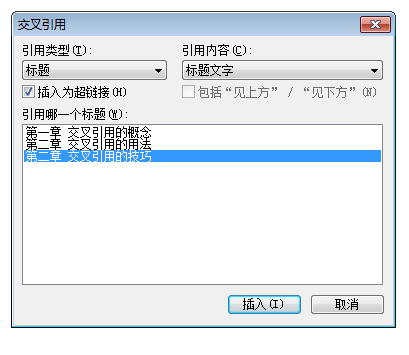 交叉引用
引用类型(T):
引用内容(C):
标题
标题文字
插入为超链接(H)
包括“见上方” / “见下方”(N)
引用哪一个标题(W):
第一章 交叉引用的概念
第二章 交叉引用的用法
第三章 交叉引用的技巧
插入(I)
取消